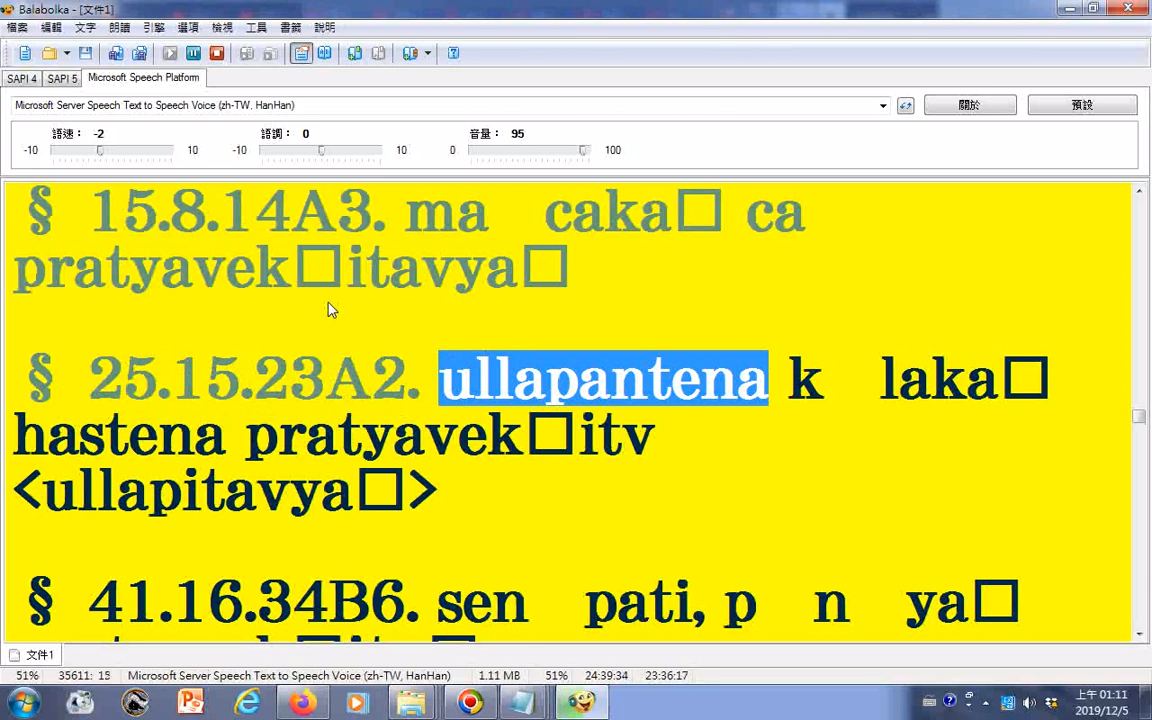 Balabolka - [文件1]
檔案 編輯 文字 朗讀 引擎 選項 檢視 工具 書籤 說明
SAPI 4 SAPI 5 Microsoft Speech Platform
Microsoft Server Speech Text to Speech Voice (zh-TW, HanHan)
關於 預設
語速： -2 語調： 0 音量： 95
-10 10 -10 10 0 100
§ 15.8.14A3. ma caka□ ca
pratyavek□itavya□
§ 25.15.23A2. ullapantena k laka□
hastena pratyavek□itv
<ullapitavya□>
§ 41.16.34B6. sen pati, p n ya□
文件1
51% 35611: 13 Microsoft Server Speech Text to Speech Voice (zh-TW, HanHan) 1.11 MB 51% 24:39:34 23:36:17
上午 01:11
2019/12/5